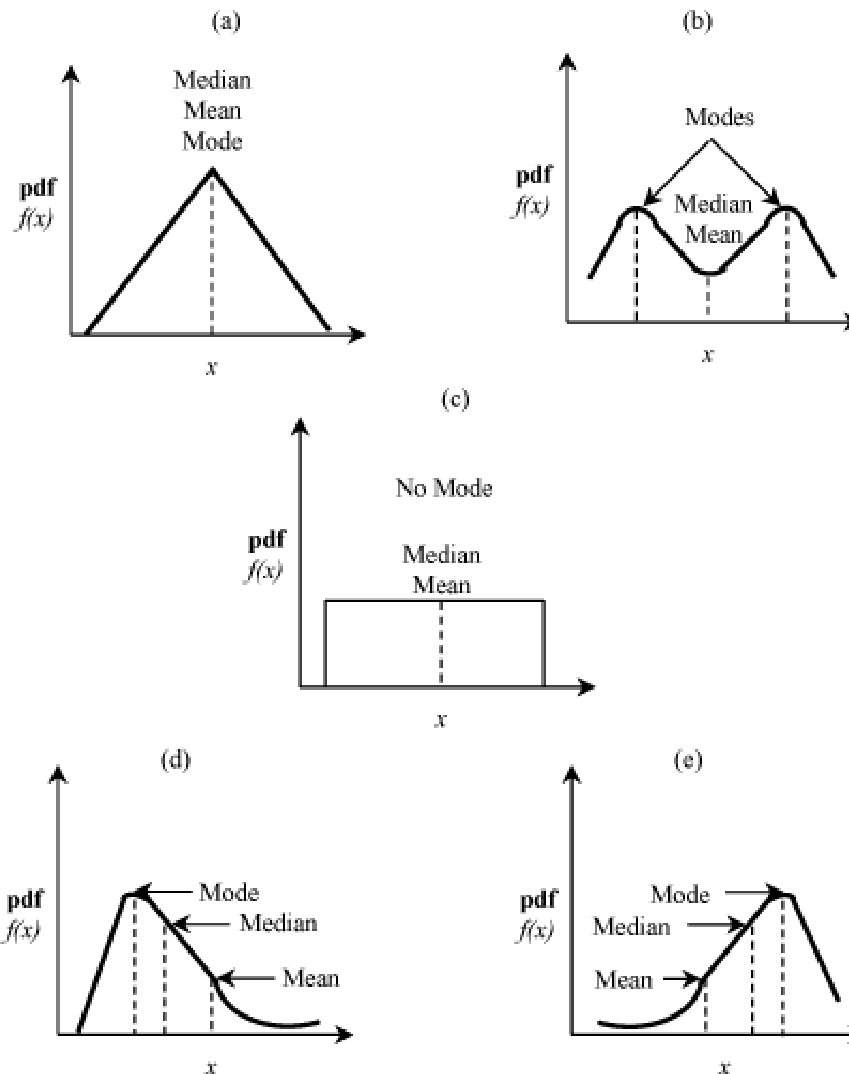 (a)
Median
Mean
Mode
pdf
f(x)
x
(b)
Modes
pdf
f(x)
Median
Mean
x
(c)
No Mode
pdf
f(x)
Median
Mean
x
(d)
pdf
f(x)
Mode
Median
Mean
x
(e)
pdf
f(x)
Mode
Median
Mean
x